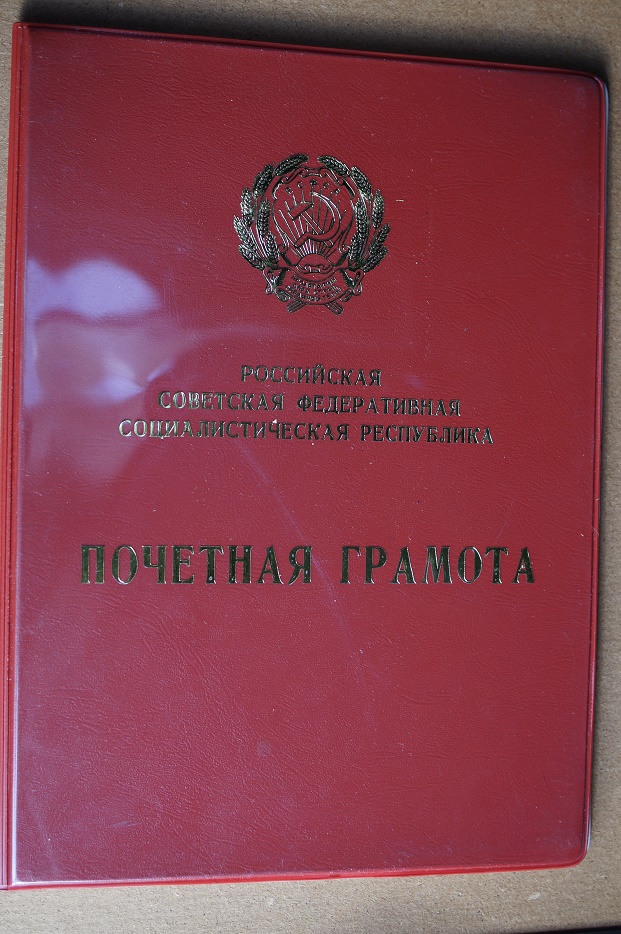 РОССИЙСКАЯ
СОВЕТСКАЯ ФЕДЕРАТИВНАЯ
СОЦИАЛИСТИЧЕСКАЯ РЕСПУБЛИКА
ПОЧЕТНАЯ ГРАМОТА